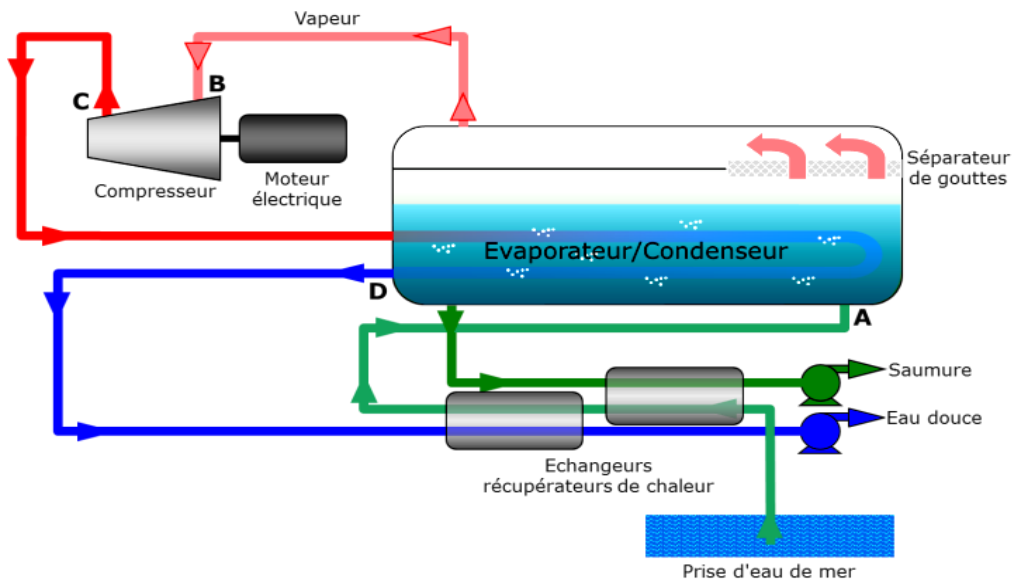 Vapeur
B
C
Compresseur
Moteur
électrique
Séparateur
de gouttes
Evaporateur/Condenseur
D
A
Saumure
Eau douce
Echangeurs
récupérateurs de chaleur
Prise d'eau de mer